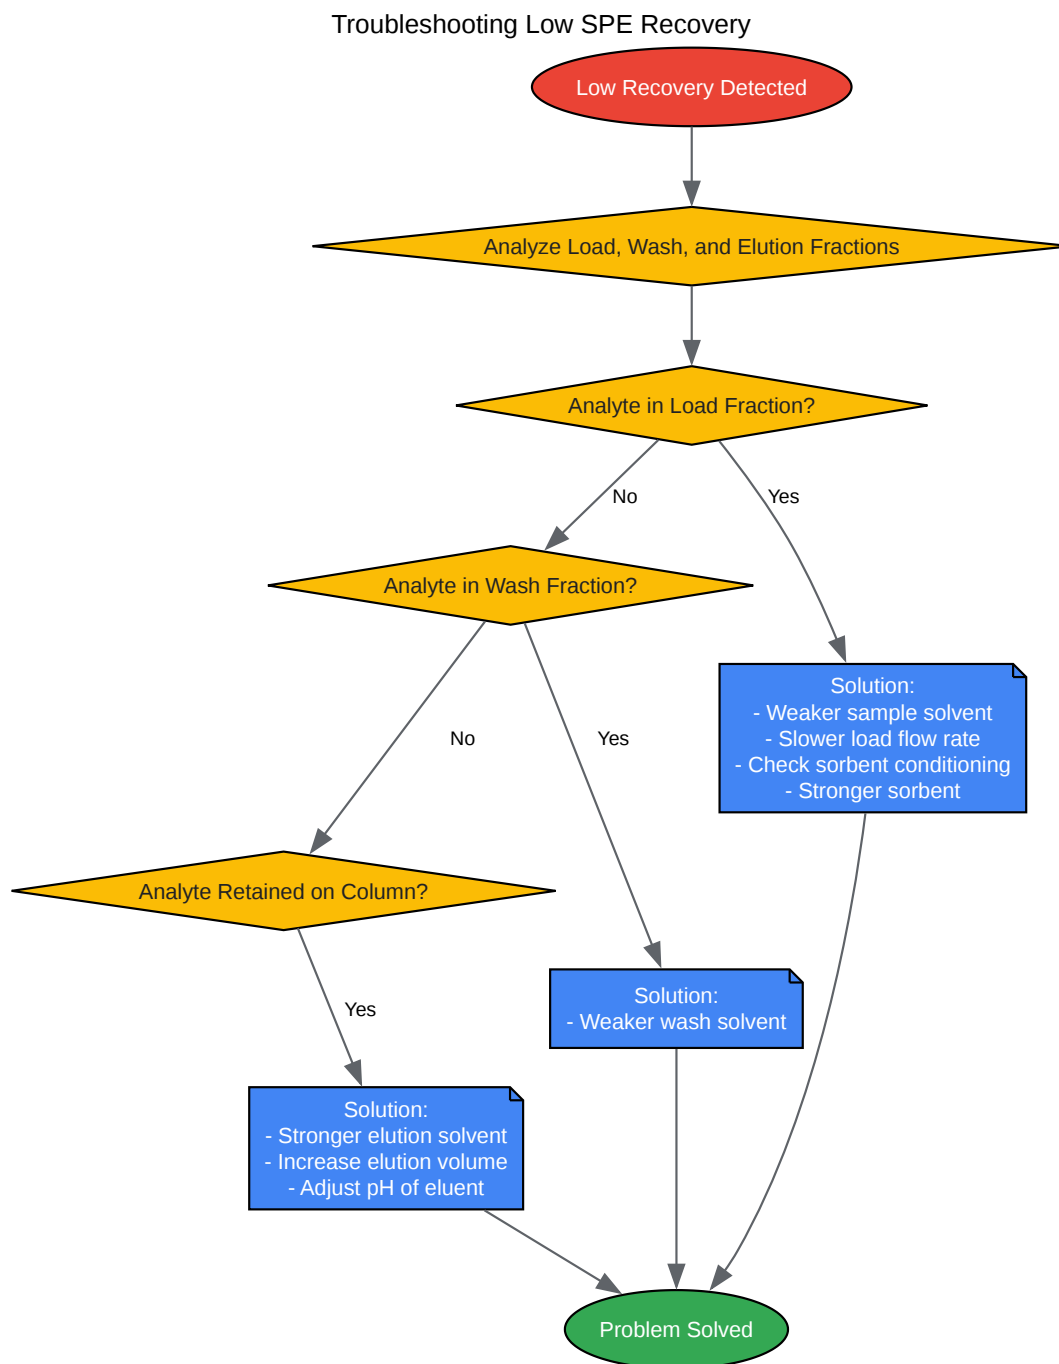 Troubleshooting Low SPE Recovery
Low Recovery Detected
Analyze Load, Wash, and Elution Fractions
Analyte in Load Fraction?
No
Yes
Analyte in Wash Fraction?
Solution:
- Weaker sample solvent
- Slower load flow rate
- Check sorbent conditioning
- Stronger sorbent
No
Yes
Analyte Retained on Column?
Yes
Solution:
- Weaker wash solvent
Solution:
- Stronger elution solvent
- Increase elution volume
- Adjust pH of eluent
Problem Solved